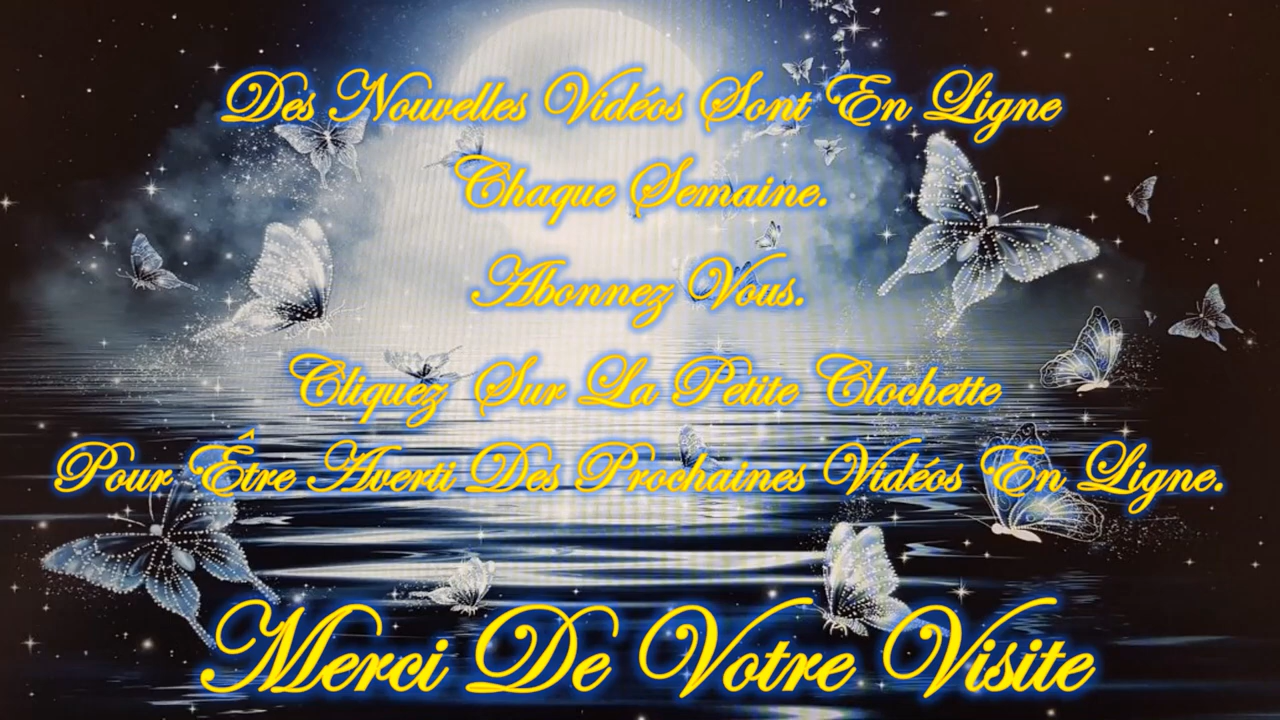 Des Nouvelles Vidéos Sont En Ligne
Chaque Semaine.
Abonnez Vous.
Cliquez Sur La Petite Clochette
Pour Être Averti Des Prochaines Vidéos En Ligne.
Merci De Votre Visite